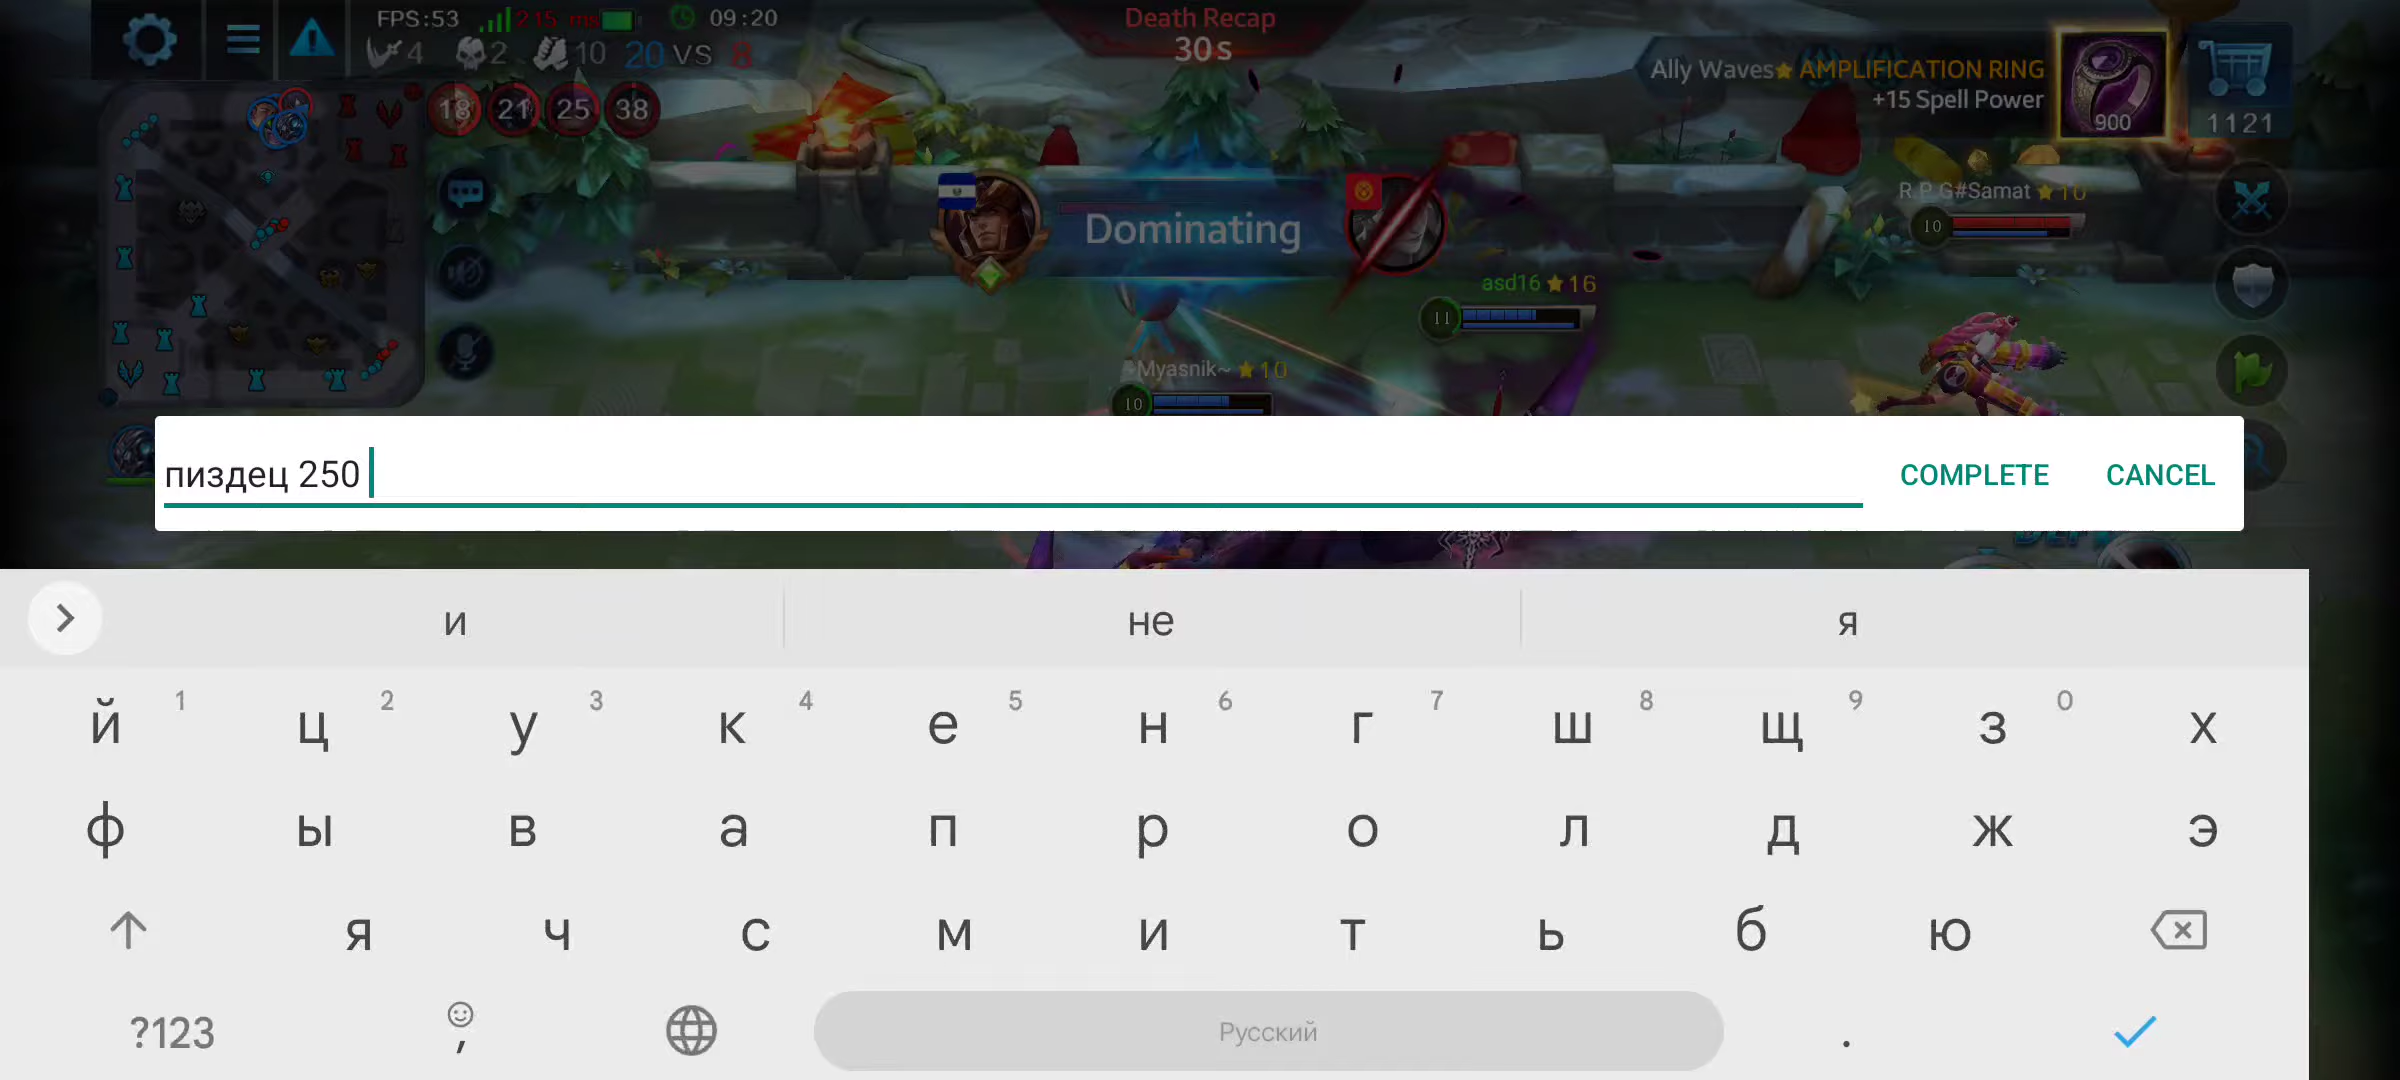 FPS:53 215 ms 09:20
4 2 10 20 VS 8
Death Recap
30s
Ally Waves AMPLIFICATION RING
+15 Spell Power
900
1121
18 21 25 38
Dominating
R.P.G#Samat 10
10
asd16 16
11
~Myasnik~ 10
10
пиздец 250
COMPLETE CANCEL
и не я
1 2 3 4 5 6 7 8 9 0
й ц у к е н г ш щ з х
ф ы в а п р о л д ж э
я ч с м и т ь б ю
?123 , Русский .